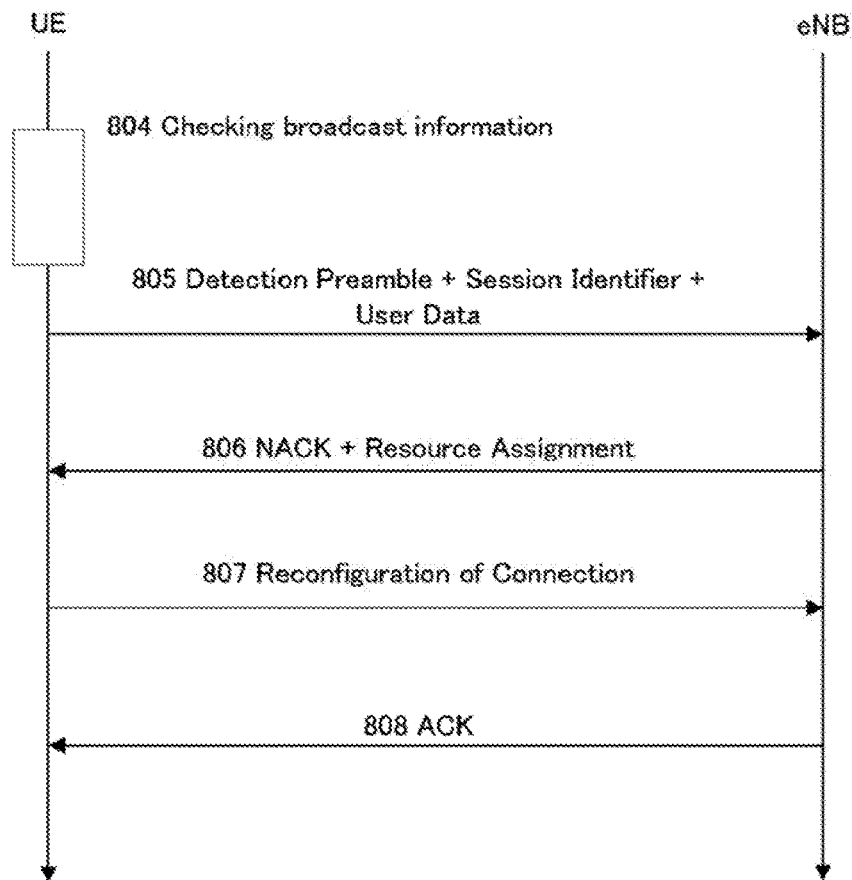 UE
eNB
804 Checking broadcast information
805 Detection Preamble + Session Identifier +
User Data
806 NACK + Resource Assignment
807 Reconfiguration of Connection
808 ACK